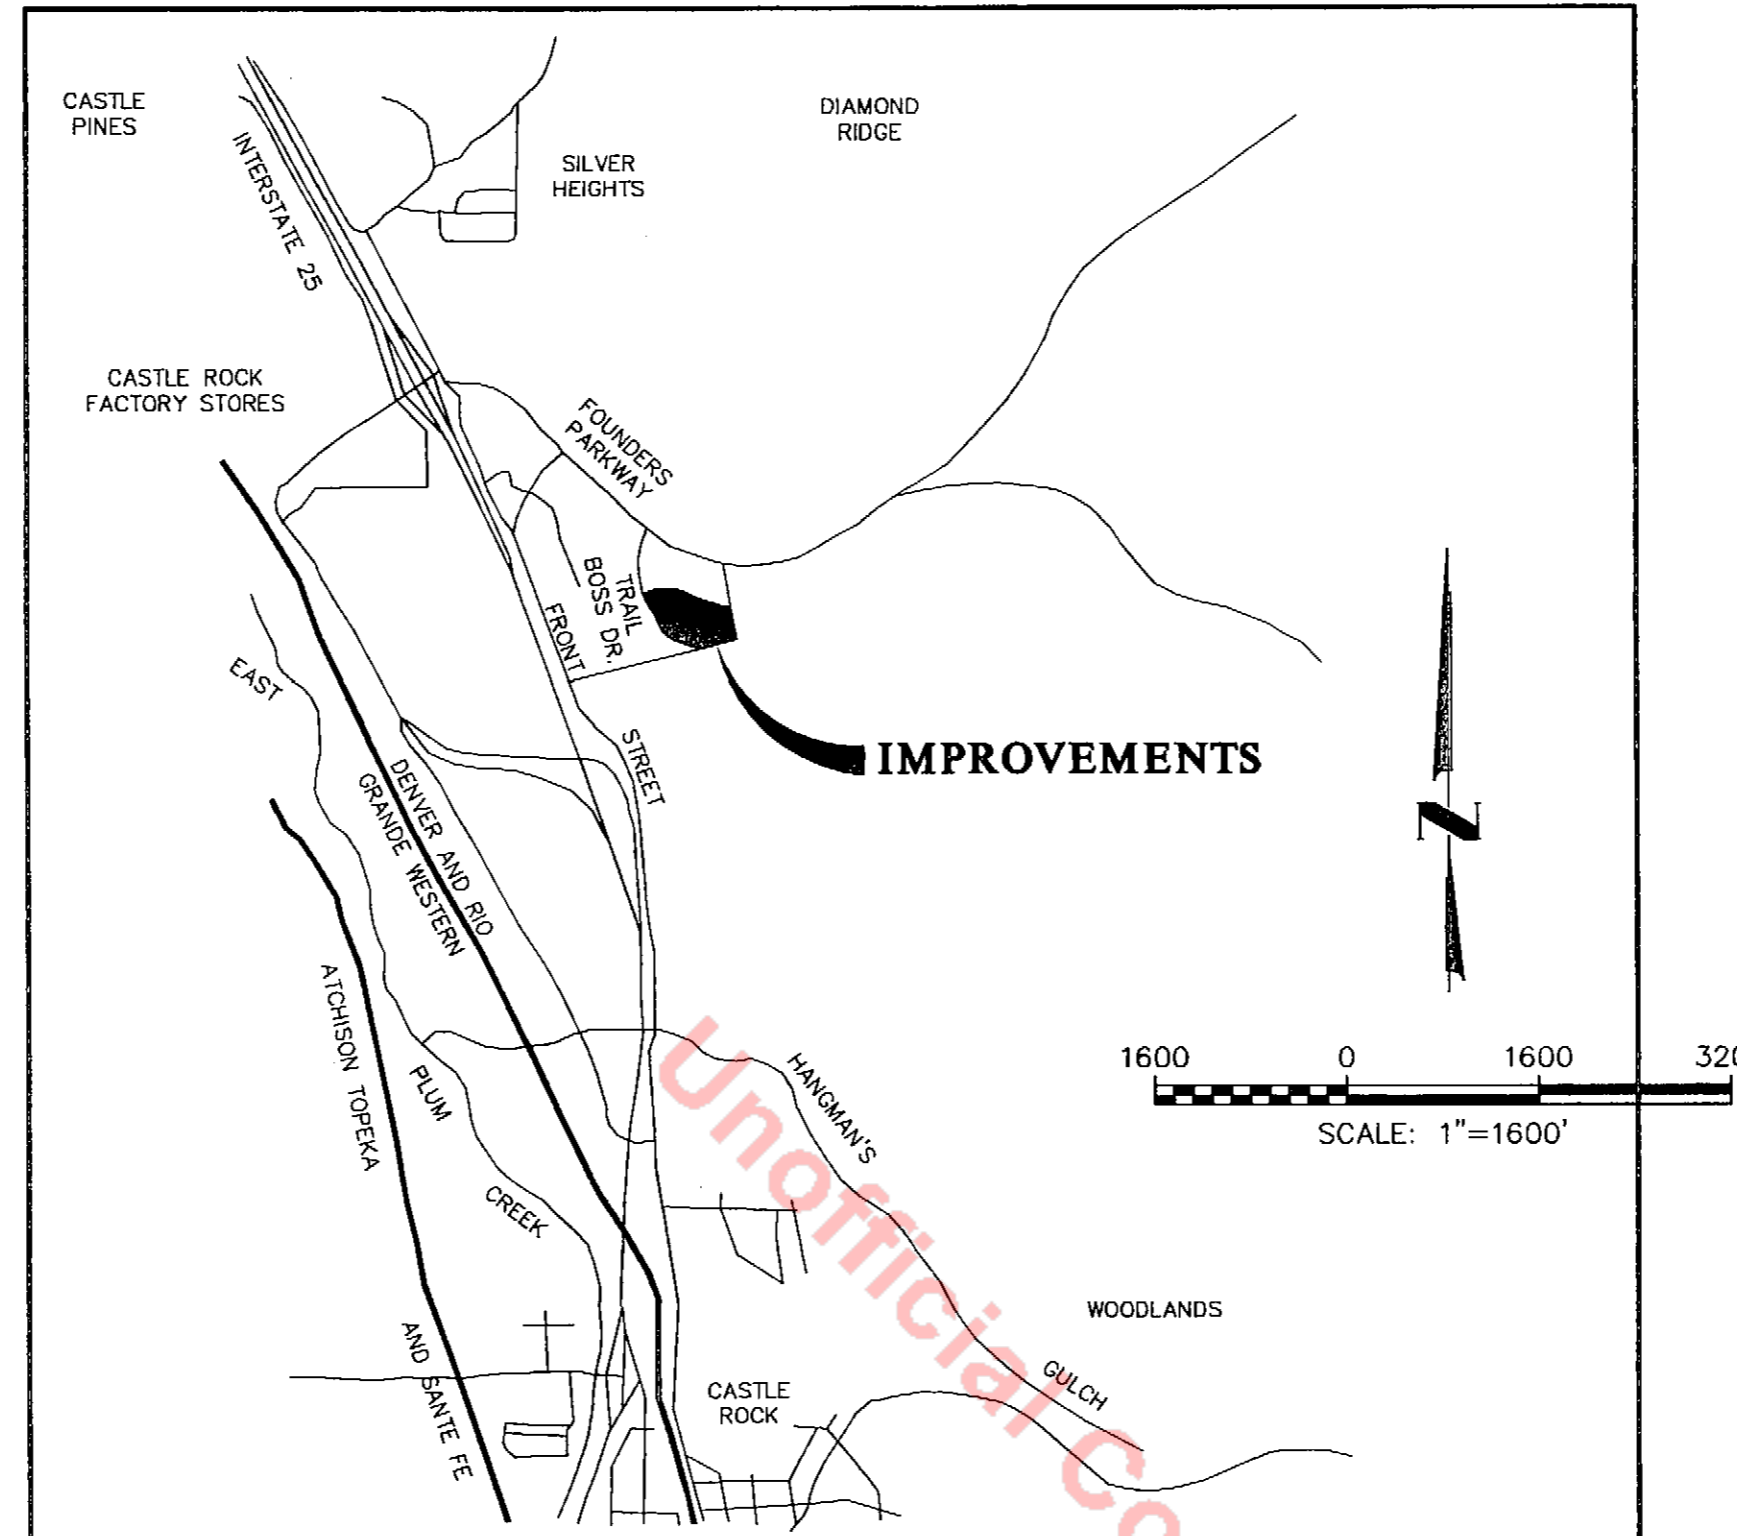 CASTLE
PINES
DIAMOND
RIDGE
SILVER
HEIGHTS
INTERSTATE 25
CASTLE ROCK
FACTORY STORES
FOUNDERS
PARKWAY
TRAIL
BOSS DR.
FRONT
STREET
EAST
IMPROVEMENTS
DENVER AND RIO
GRANDE WESTERN
N
ATCHISON TOPEKA
PLUM
HANGMAN'S
1600 0 1600 320
SCALE: 1"=1600'
CREEK
WOODLANDS
AND SANTE FE
CASTLE
ROCK
GULCH
Unofficial Co